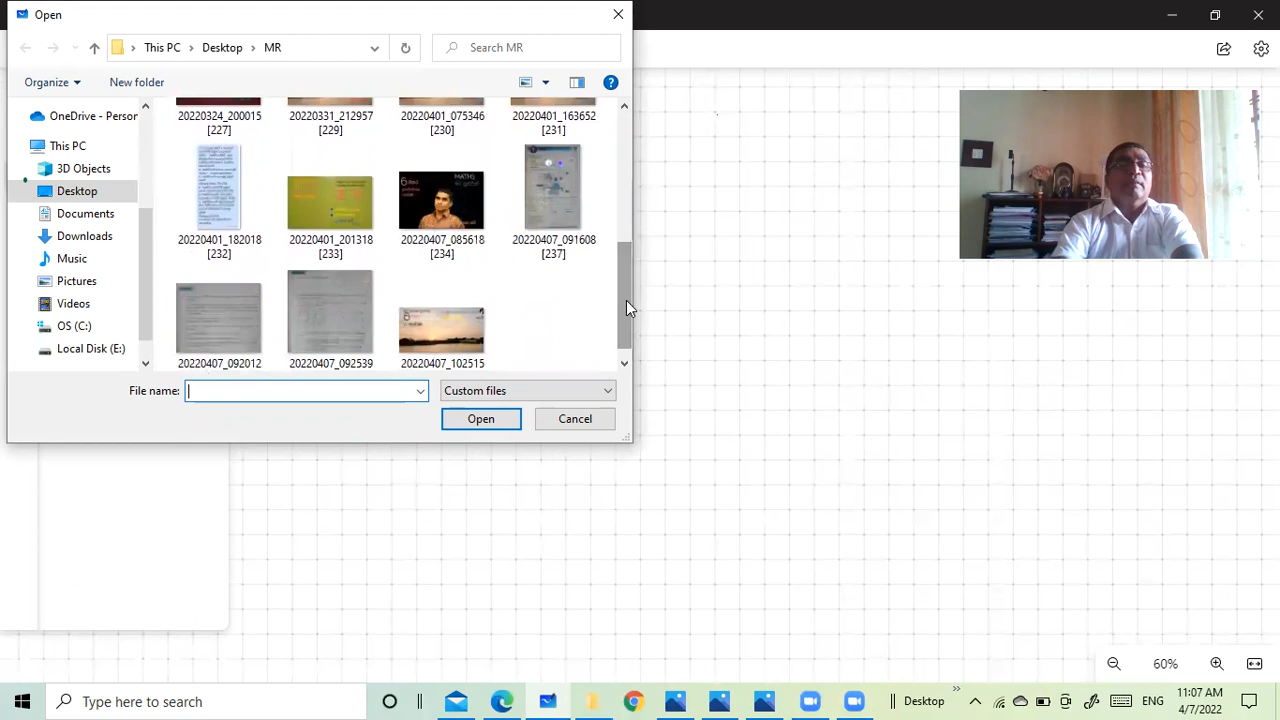 Open
This PC > Desktop > MR
Search MR
Organize
New folder
OneDrive - Person
This PC
3D Objects
Desktop
Documents
Downloads
Music
Pictures
Videos
OS (C:)
Local Disk (E:)
20220324_200015
[227]
20220331_212957
[229]
20220401_075346
[230]
20220401_163652
[231]
20220401_182018
[232]
20220401_201318
[233]
MATHS
20220407_085618
[234]
20220407_091608
[237]
20220407_092012
20220407_092539
20220407_102515
File name:
Custom files
Open
Cancel
60%
Type here to search
Desktop
ENG
11:07 AM
4/7/2022